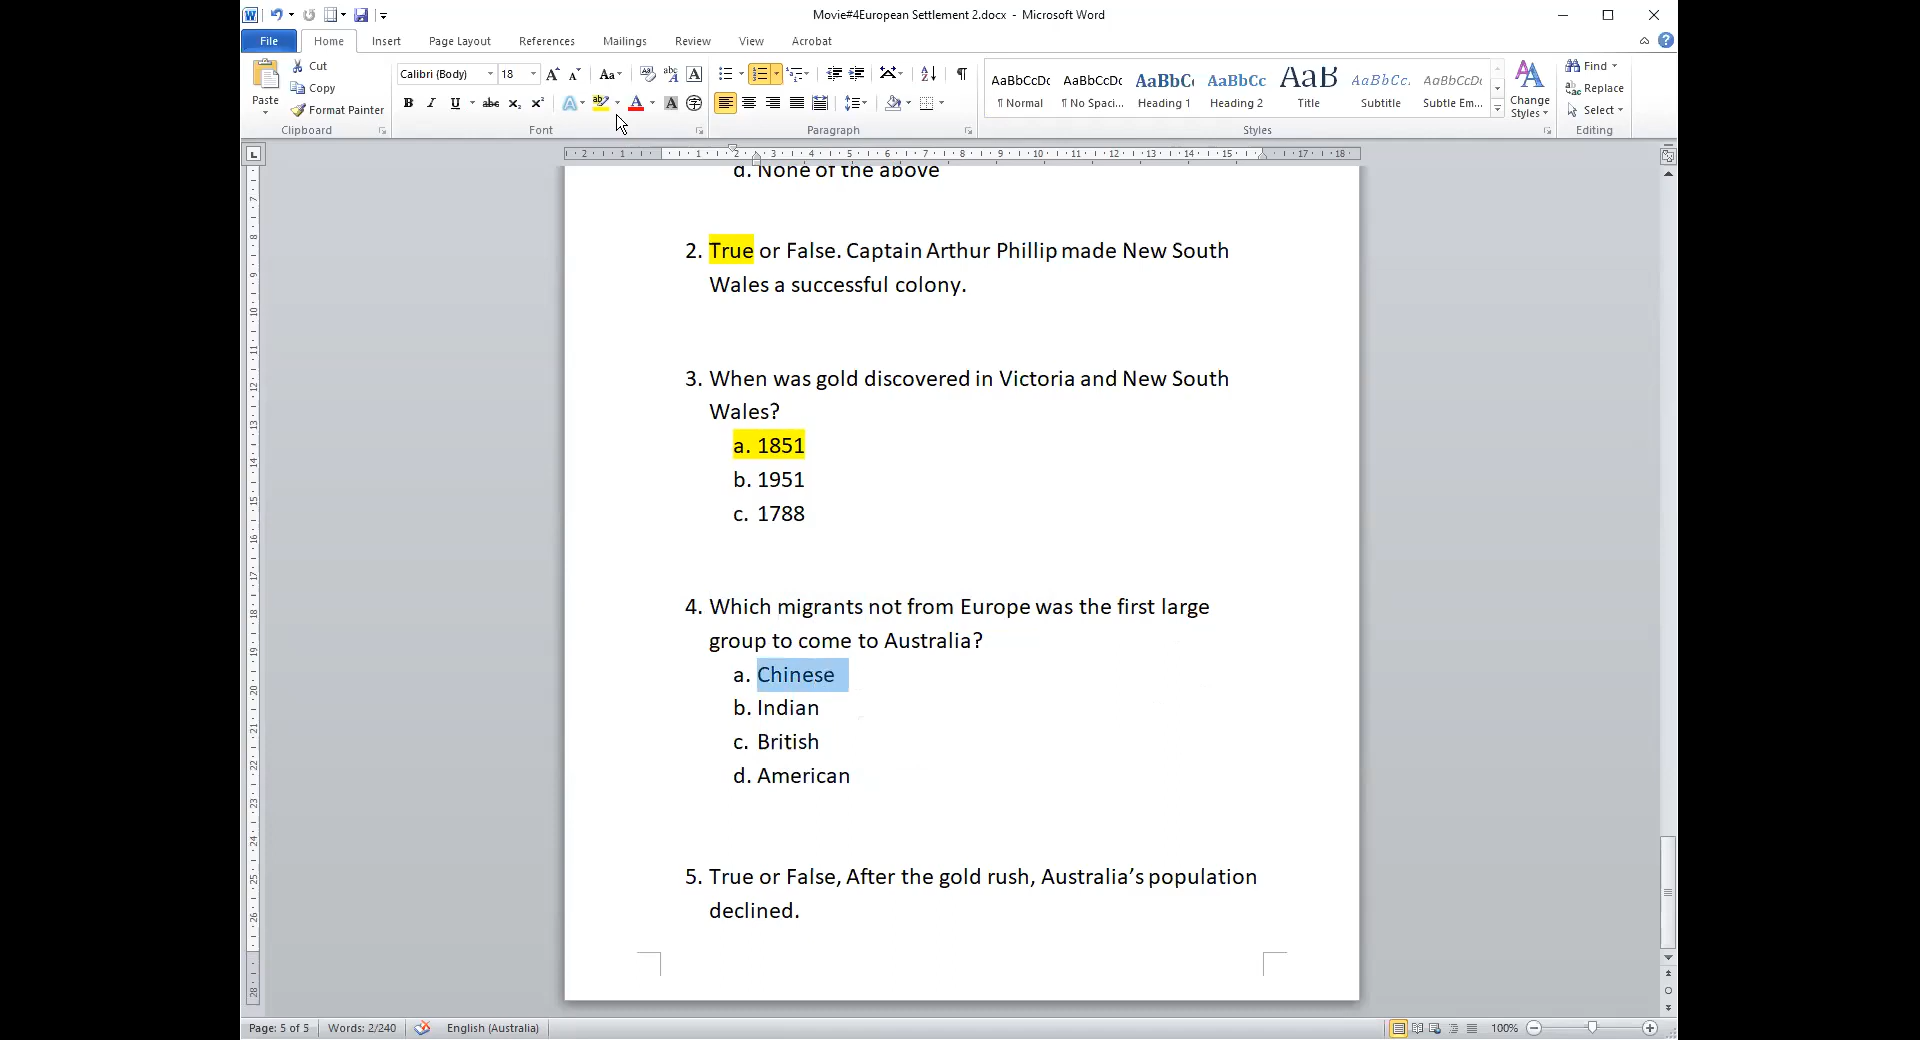 Movie#4European Settlement 2.docx - Microsoft Word
File Home Insert Page Layout References Mailings Review View Acrobat
Paste
Cut
Copy
Format Painter
Clipboard
Calibri (Body) 18
Font
Paragraph
AaBbCcDc AaBbCcDc AaBbC AaBbCc AaB AaBbCc. AaBbCcDc
¶ Normal ¶ No Spaci... Heading 1 Heading 2 Title Subtitle Subtle Em...
Styles
Change
Styles
Find
Replace
Select
Editing
d. None of the above
2. True or False. Captain Arthur Phillip made New South
Wales a successful colony.
3. When was gold discovered in Victoria and New South
Wales?
a. 1851
b. 1951
c. 1788
4. Which migrants not from Europe was the first large
group to come to Australia?
a. Chinese
b. Indian
c. British
d. American
5. True or False, After the gold rush, Australia’s population
declined.
Page: 5 of 5 Words: 2/240 English (Australia) 100%